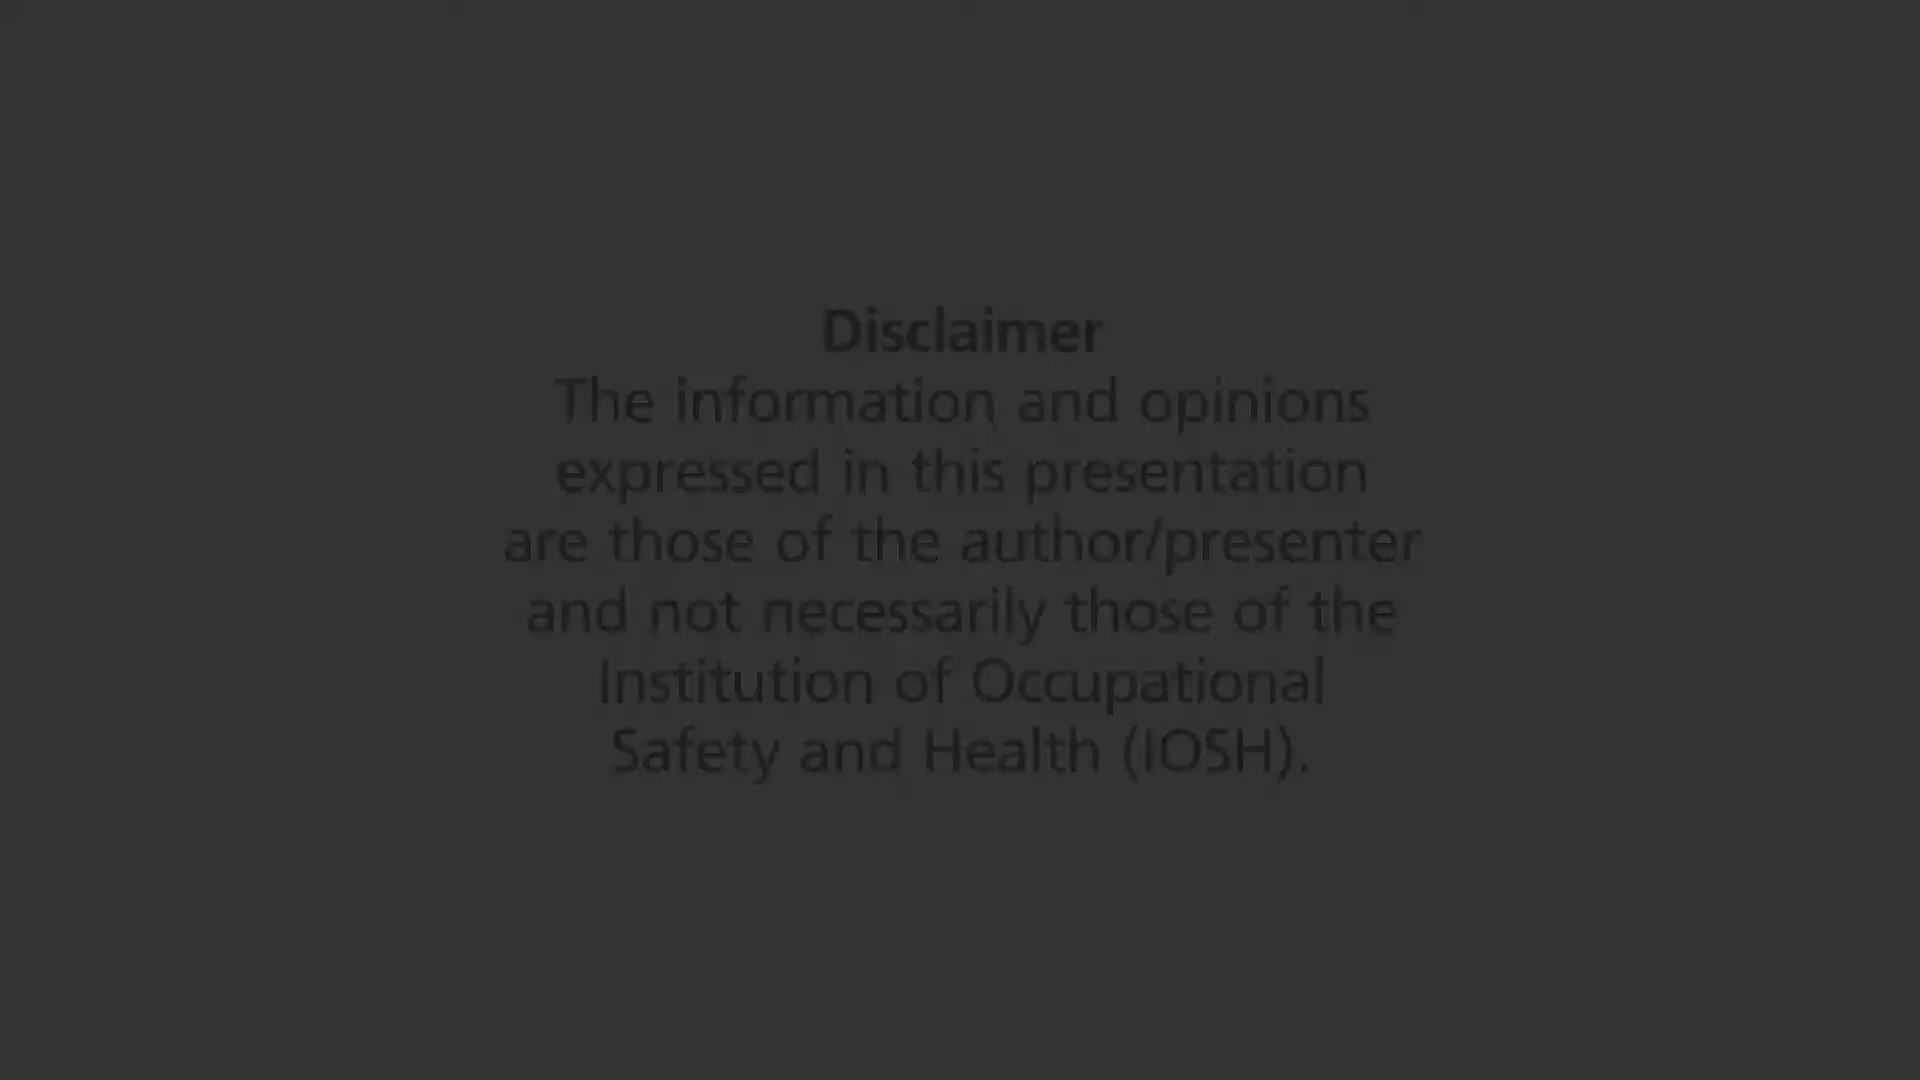 Disclaimer
The information and opinions
expressed in this presentation
are those of the author/presenter
and not necessarily those of the
Institution of Occupational
Safety and Health (IOSH).